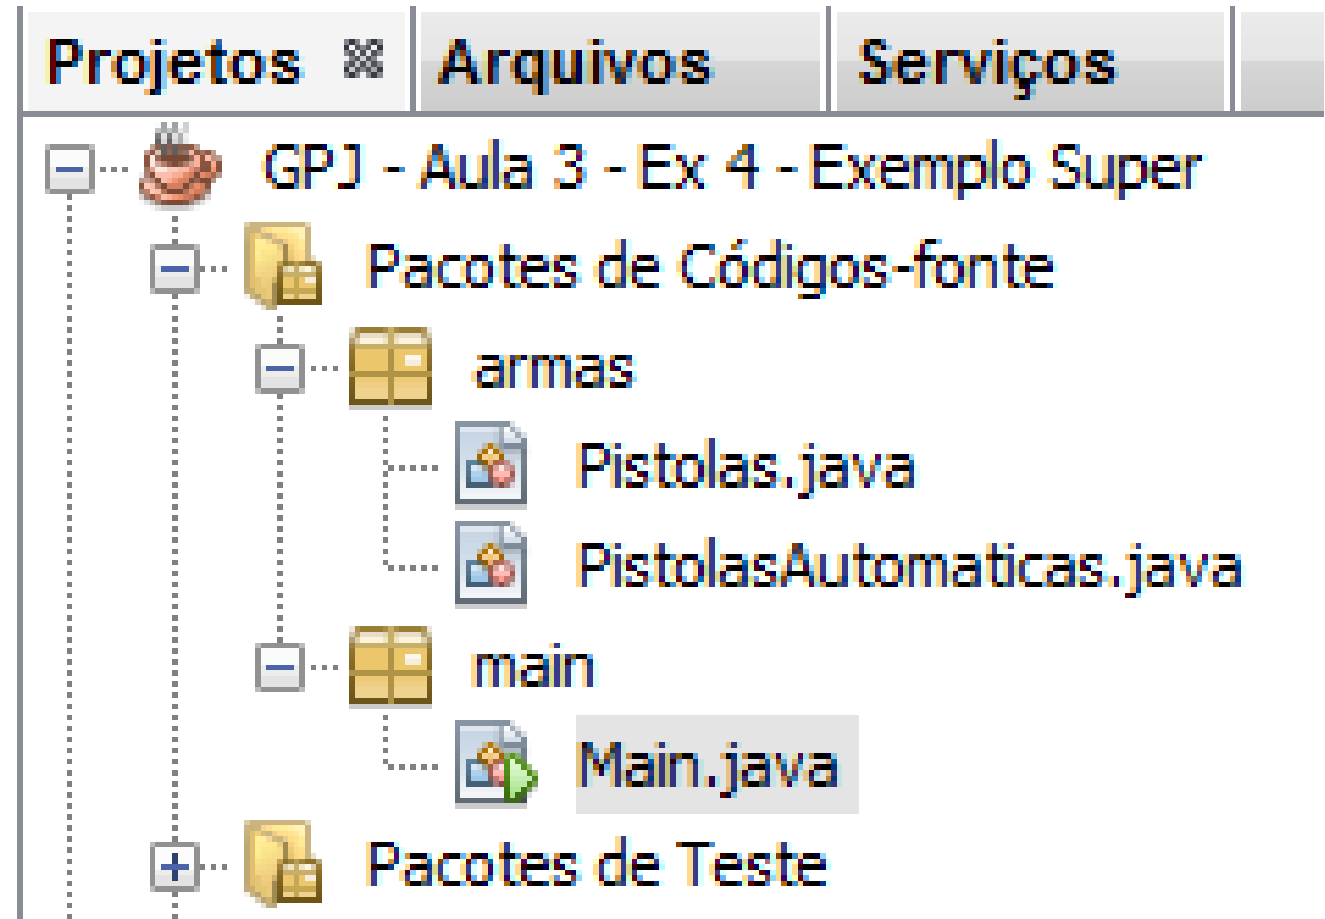 Projetos Arquivos Serviços
GPJ - Aula 3 - Ex 4 - Exemplo Super
Pacotes de Códigos-fonte
armas
Pistolas.java
PistolasAutomaticas.java
main
Main.java
Pacotes de Teste